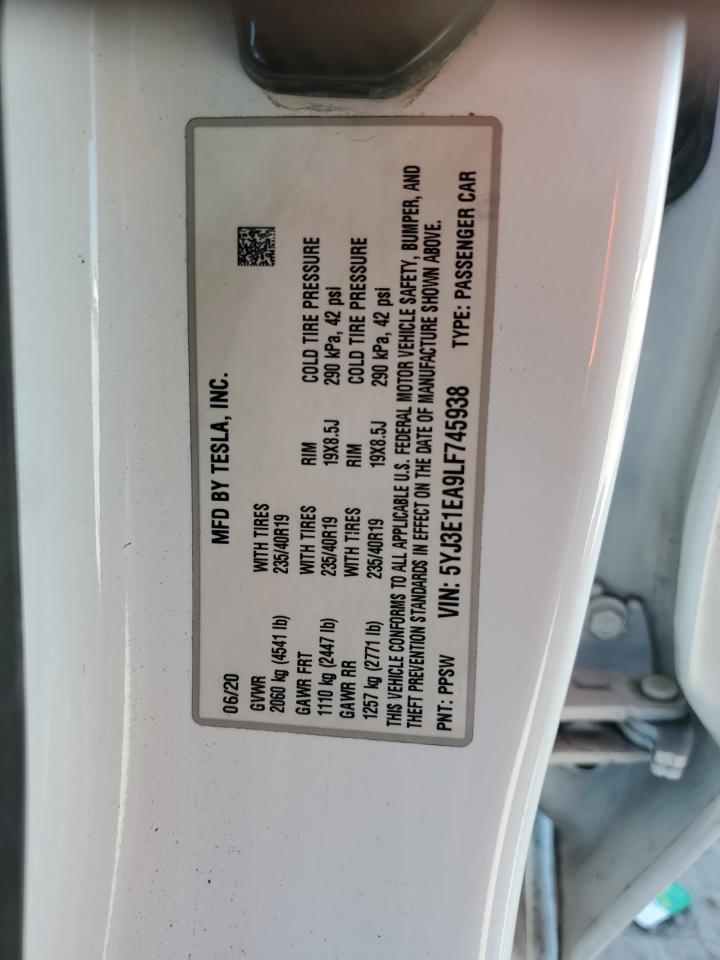 06/20 MFD BY TESLA, INC.
GVWR WITH TIRES
2060 kg (4541 lb) 235/40R19
GAWR FRT WITH TIRES RIM COLD TIRE PRESSURE
1110 kg (2447 lb) 235/40R19 19X8.5J 290 kPa, 42 psi
GAWR RR WITH TIRES RIM COLD TIRE PRESSURE
1257 kg (2771 lb) 235/40R19 19X8.5J 290 kPa, 42 psi
THIS VEHICLE CONFORMS TO ALL APPLICABLE U.S. FEDERAL MOTOR VEHICLE SAFETY, BUMPER, AND
THEFT PREVENTION STANDARDS IN EFFECT ON THE DATE OF MANUFACTURE SHOWN ABOVE.
PNT: PPSW VIN: 5YJ3E1EA9LF745938 TYPE: PASSENGER CAR